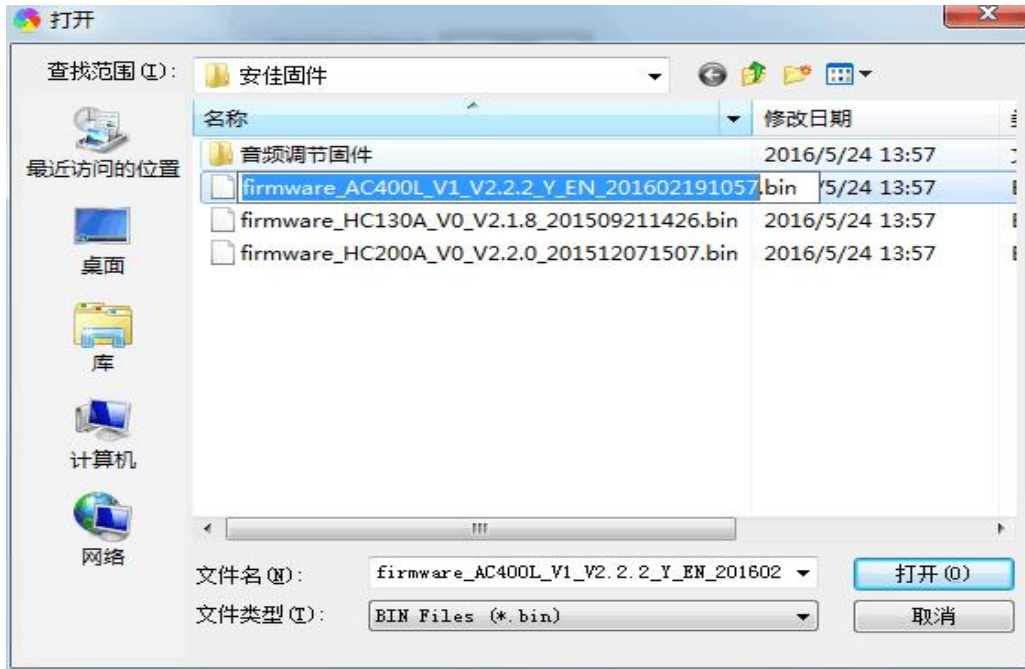 打开
查找范围(I):
安佳固件
名称
修改日期
音频调节固件
2016/5/24 13:57
firmware_AC400L_V1_V2.2.2_Y_EN_201602191057.bin
/5/24 13:57
firmware_HC130A_V0_V2.1.8_201509211426.bin
2016/5/24 13:57
firmware_HC200A_V0_V2.2.0_201512071507.bin
2016/5/24 13:57
最近访问的位置
桌面
库
计算机
网络
文件名(N):
firmware_AC400L_V1_V2.2.2_Y_EN_201602
打开(O)
文件类型(T):
BIN Files (*.bin)
取消